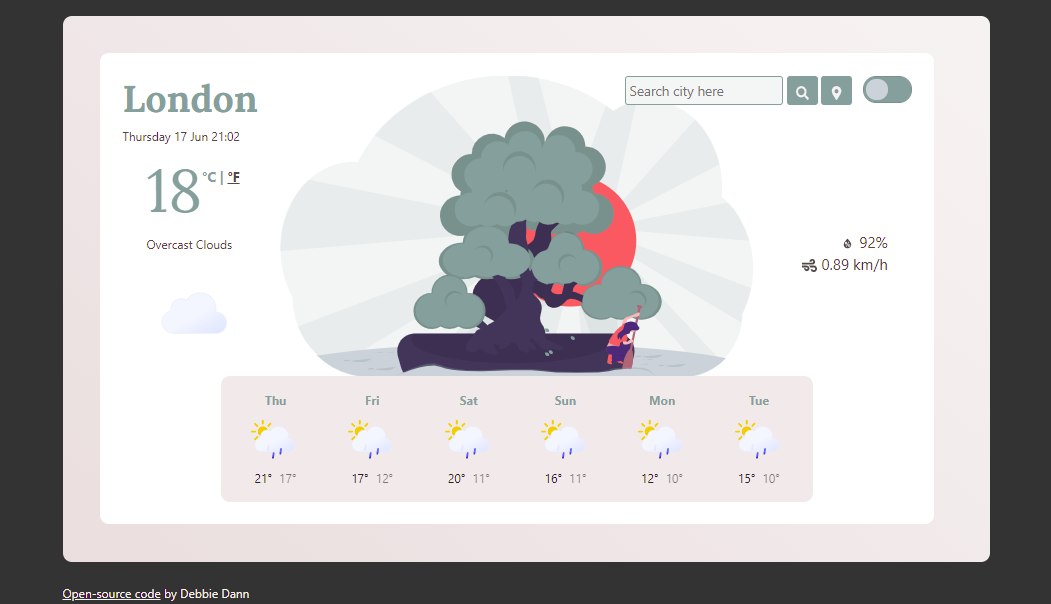 London
Search city here
Thursday 17 Jun 21:02
18 °C | °F
Overcast Clouds
92%
0.89 km/h
Thu Fri Sat Sun Mon Tue
21° 17° 17° 12° 20° 11° 16° 11° 12° 10° 15° 10°
Open-source code by Debbie Dann